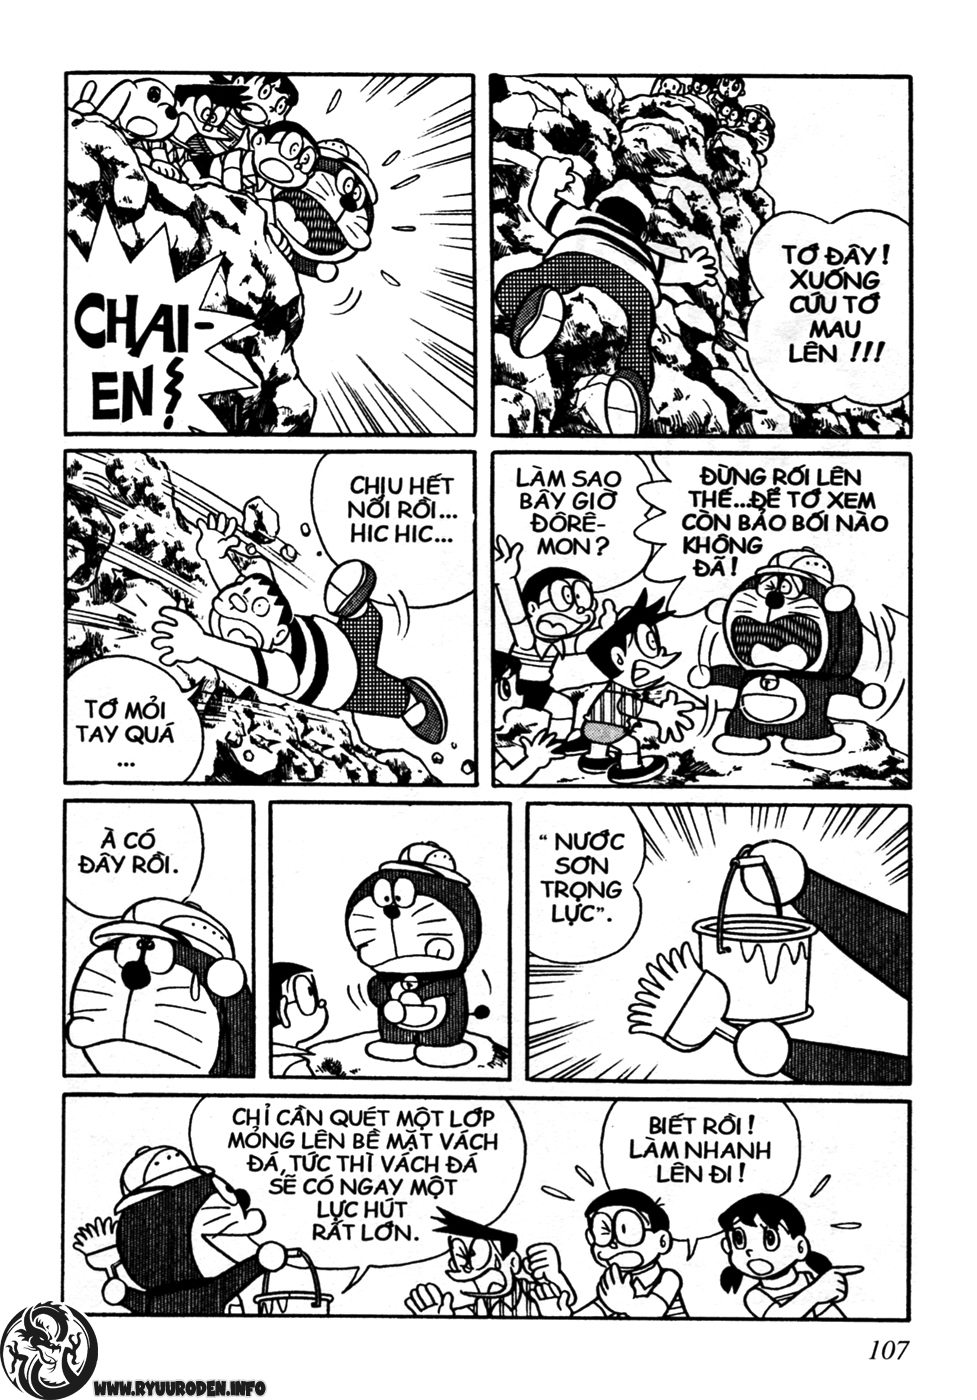 CHAI-
EN!
TỚ ĐÂY!
XUỐNG
CỨU TỚ
MAU
LÊN!!!
CHỊU HẾT
NỔI RỒI...
HIC HIC...
TỚ MỎI
TAY QUÁ
...
LÀM SAO
BÂY GIỜ
ĐÔRÊ-
MON?
ĐỪNG RỐI LÊN
THẾ...ĐỂ TỚ XEM
CÒN BẢO BỐI NÀO
KHÔNG
ĐÃ!
À CÓ
ĐÂY RỒI.
"NƯỚC
SƠN
TRỌNG
LỰC".
CHỈ CẦN QUÉT MỘT LỚP
MỎNG LÊN BỀ MẶT VÁCH
ĐÁ, TỨC THÌ VÁCH ĐÁ
SẼ CÓ NGAY MỘT
LỰC HÚT
RẤT LỚN.
BIẾT RỒI!
LÀM NHANH
LÊN ĐI!
107
WWW.RYUURODEN.INFO